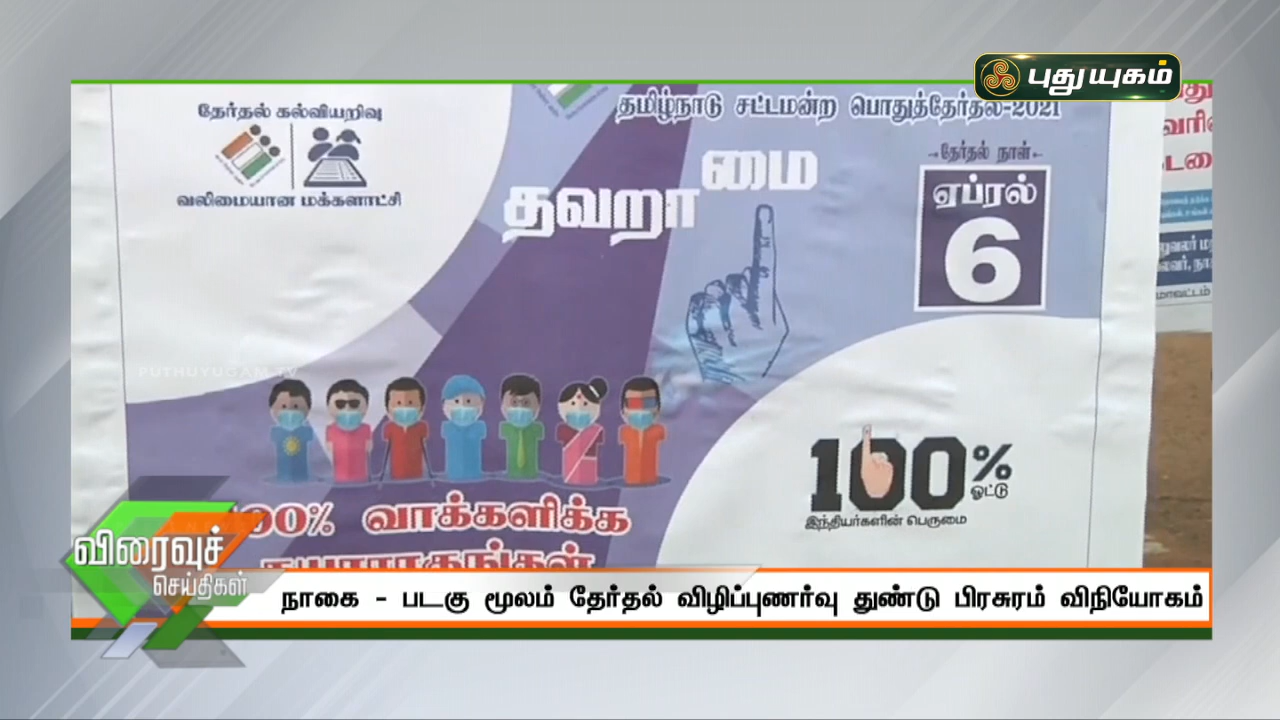 புதுயுகம்
தேர்தல் கல்வியறிவு
வலிமையான மக்களாட்சி
தமிழ்நாடு சட்டமன்ற பொதுத்தேர்தல்-2021
தவறாமை
தேர்தல் நாள்
ஏப்ரல்
6
PUTHUYUGAM TV
100% வாக்களிக்க
100%
ஓட்டு
இந்தியர்களின் பெருமை
விரைவுச்
செய்திகள்
நாகை - படகு மூலம் தேர்தல் விழிப்புணர்வு துண்டு பிரசுரம் விநியோகம்